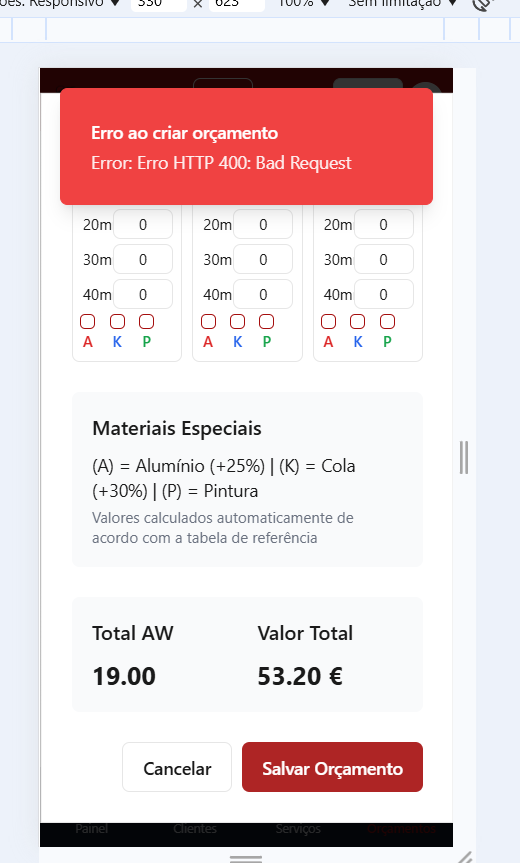 Responsivo ▼ 330 × 623 100% ▼ Sem limitação ▼
Erro ao criar orçamento
Error: Erro HTTP 400: Bad Request
20m 0 20m 0 20m 0
30m 0 30m 0 30m 0
40m 0 40m 0 40m 0
A K P A K P A K P
Materiais Especiais
(A) = Alumínio (+25%) | (K) = Cola
(+30%) | (P) = Pintura
Valores calculados automaticamente de
acordo com a tabela de referência
Total AW Valor Total
19.00 53.20 €
Cancelar Salvar Orçamento
Painel Clientes Serviços Orçamentos